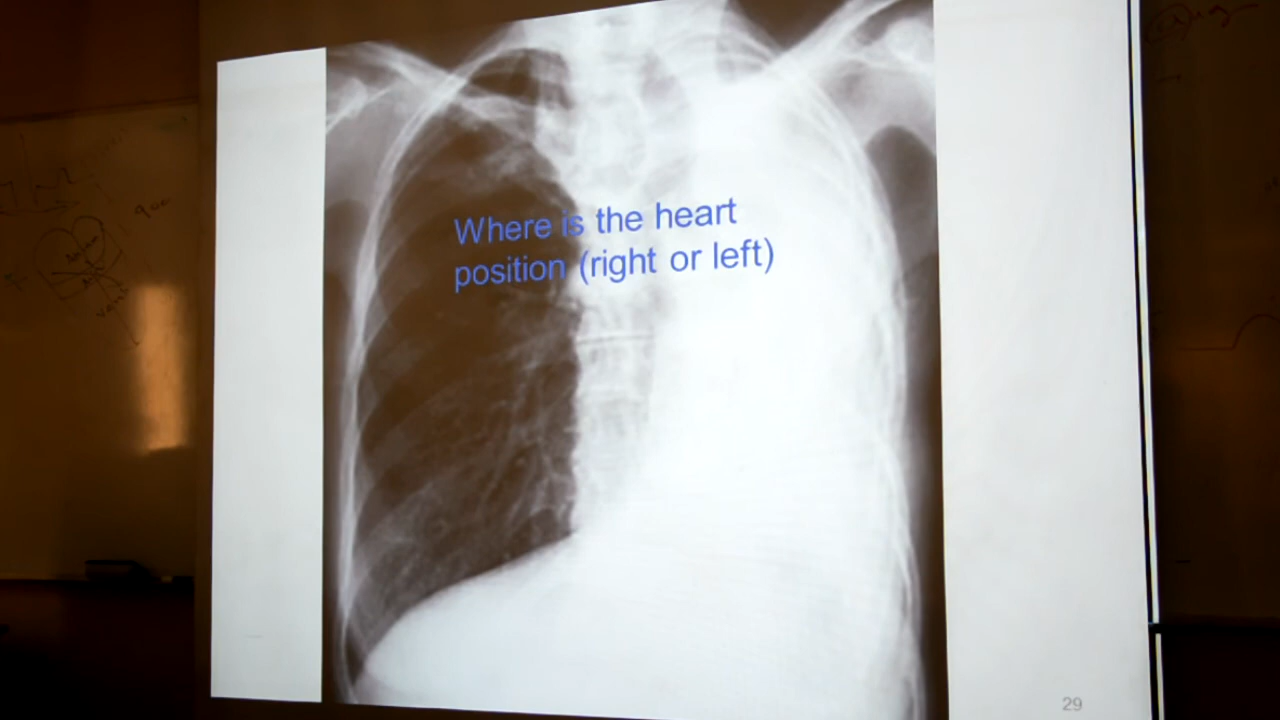 Where is the heart
position (right or left)
29